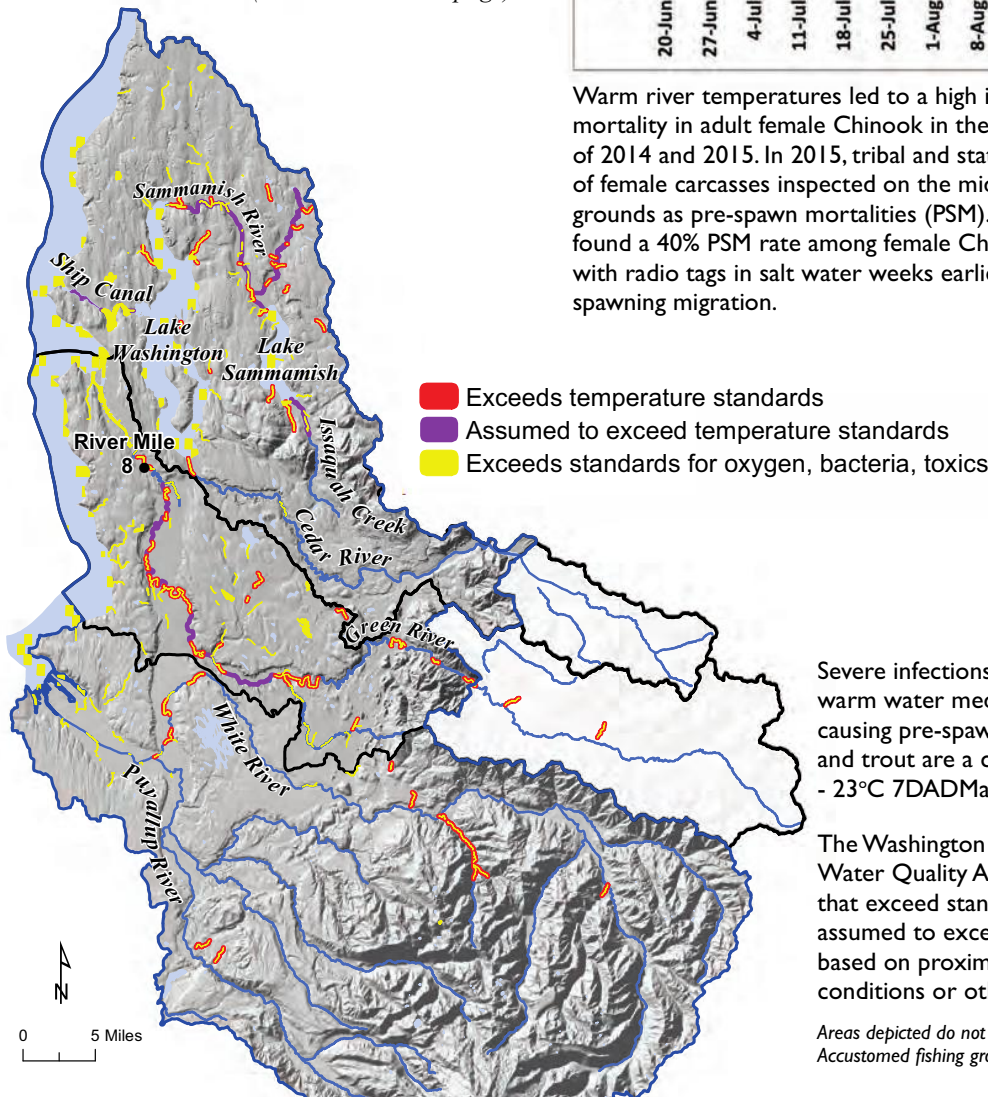 20-Jun
27-Jun
4-Jul
11-Jul
18-Jul
25-Jul
1-Aug
8-Aug
Warm river temperatures led to a high i
mortality in adult female Chinook in the
of 2014 and 2015. In 2015, tribal and stat
of female carcasses inspected on the mid
grounds as pre-spawn mortalities (PSM).
found a 40% PSM rate among female Ch
with radio tags in salt water weeks earlie
spawning migration.
Sammamish River
Ship Canal
Lake
Washington
Lake
Sammamish
Exceeds temperature standards
Assumed to exceed temperature standards
Exceeds standards for oxygen, bacteria, toxics
River Mile
8
Issaquah Creek
Cedar River
Green River
White River
Puyallup River
Severe infections
warm water med
causing pre-spaw
and trout are a c
- 23°C 7DADMa
The Washington
Water Quality A
that exceed stan
assumed to excee
based on proxim
conditions or oth
Areas depicted do not
Accustomed fishing gro
N
0 5 Miles